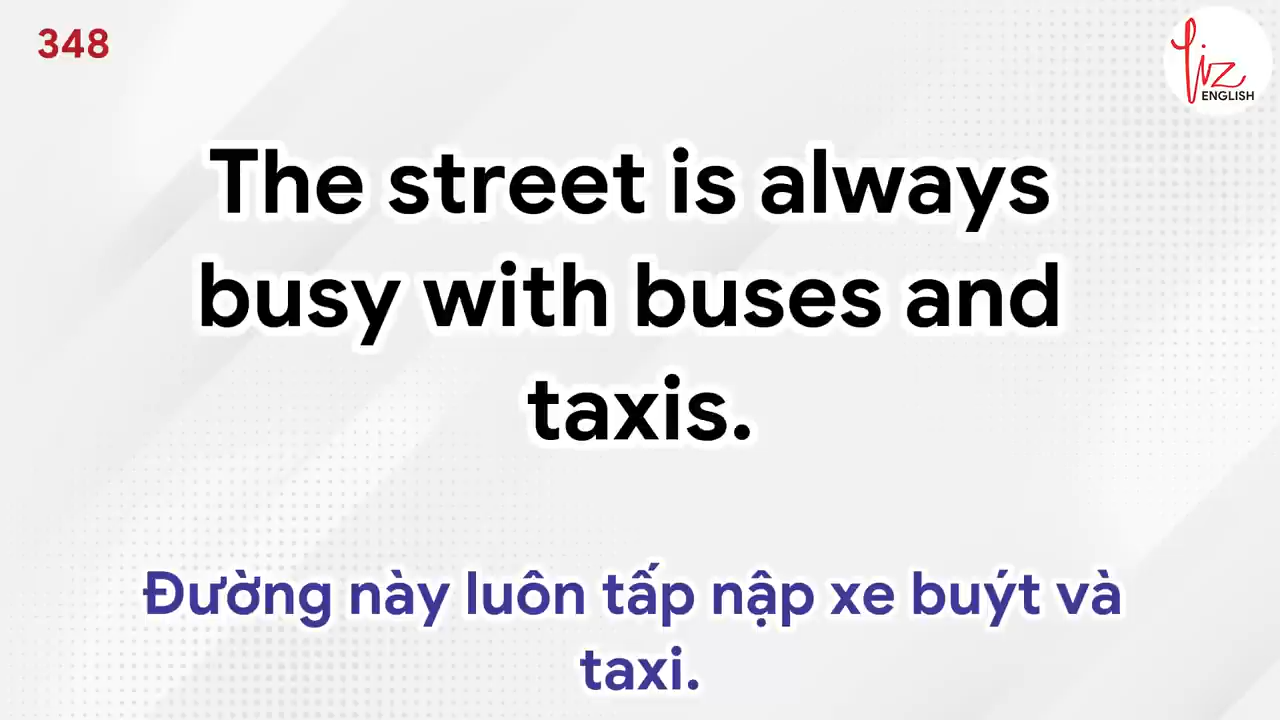 348
Liz
ENGLISH
The street is always
busy with buses and
taxis.
Đường này luôn tấp nập xe buýt và
taxi.